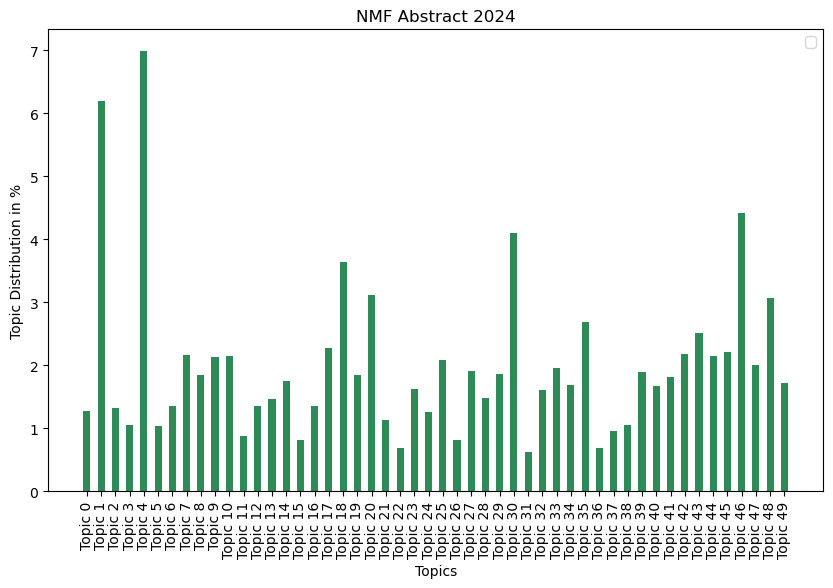 NMF Abstract 2024
Topic Distribution in %
7
6
5
4
3
2
1
0
Topic 0
Topic 1
Topic 2
Topic 3
Topic 4
Topic 5
Topic 6
Topic 7
Topic 8
Topic 9
Topic 10
Topic 11
Topic 12
Topic 13
Topic 14
Topic 15
Topic 16
Topic 17
Topic 18
Topic 19
Topic 20
Topic 21
Topic 22
Topic 23
Topic 24
Topic 25
Topic 26
Topic 27
Topic 28
Topic 29
Topic 30
Topic 31
Topic 32
Topic 33
Topic 34
Topic 35
Topic 36
Topic 37
Topic 38
Topic 39
Topic 40
Topic 41
Topic 42
Topic 43
Topic 44
Topic 45
Topic 46
Topic 47
Topic 48
Topic 49
Topics